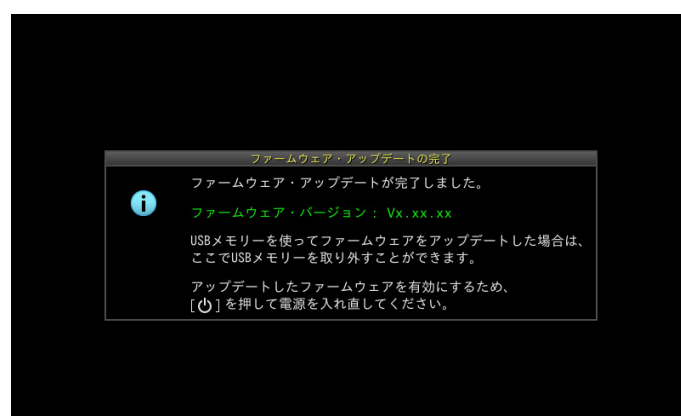 ファームウェア・アップデートの完了
ファームウェア・アップデートが完了しました。
ファームウェア・バージョン： Vx.xx.xx
USBメモリーを使ってファームウェアをアップデートした場合は、
ここでUSBメモリーを取り外すことができます。
アップデートしたファームウェアを有効にするため、
[⏻]を押して電源を入れ直してください。